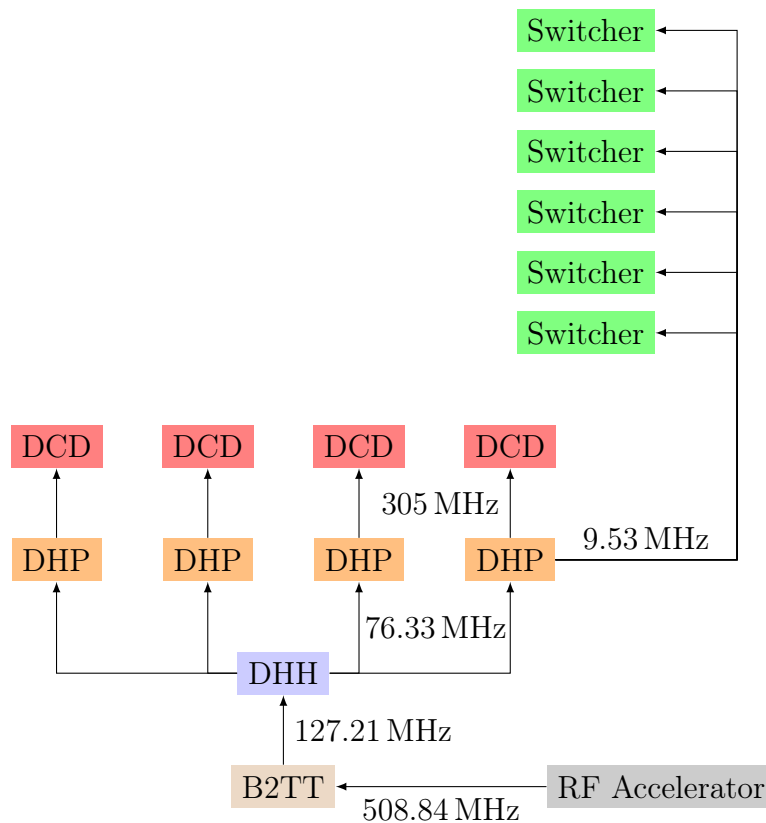 Switcher
Switcher
Switcher
Switcher
Switcher
Switcher
DCD DCD DCD DCD
305 MHz
9.53 MHz
DHP DHP DHP DHP
76.33 MHz
DHH
127.21 MHz
B2TT RF Accelerator
508.84 MHz